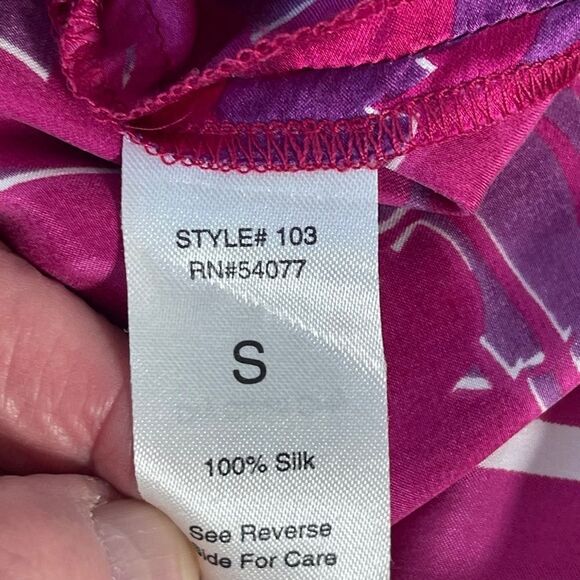 STYLE# 103
RN#54077
S
100% Silk
See Reverse
Side For Care